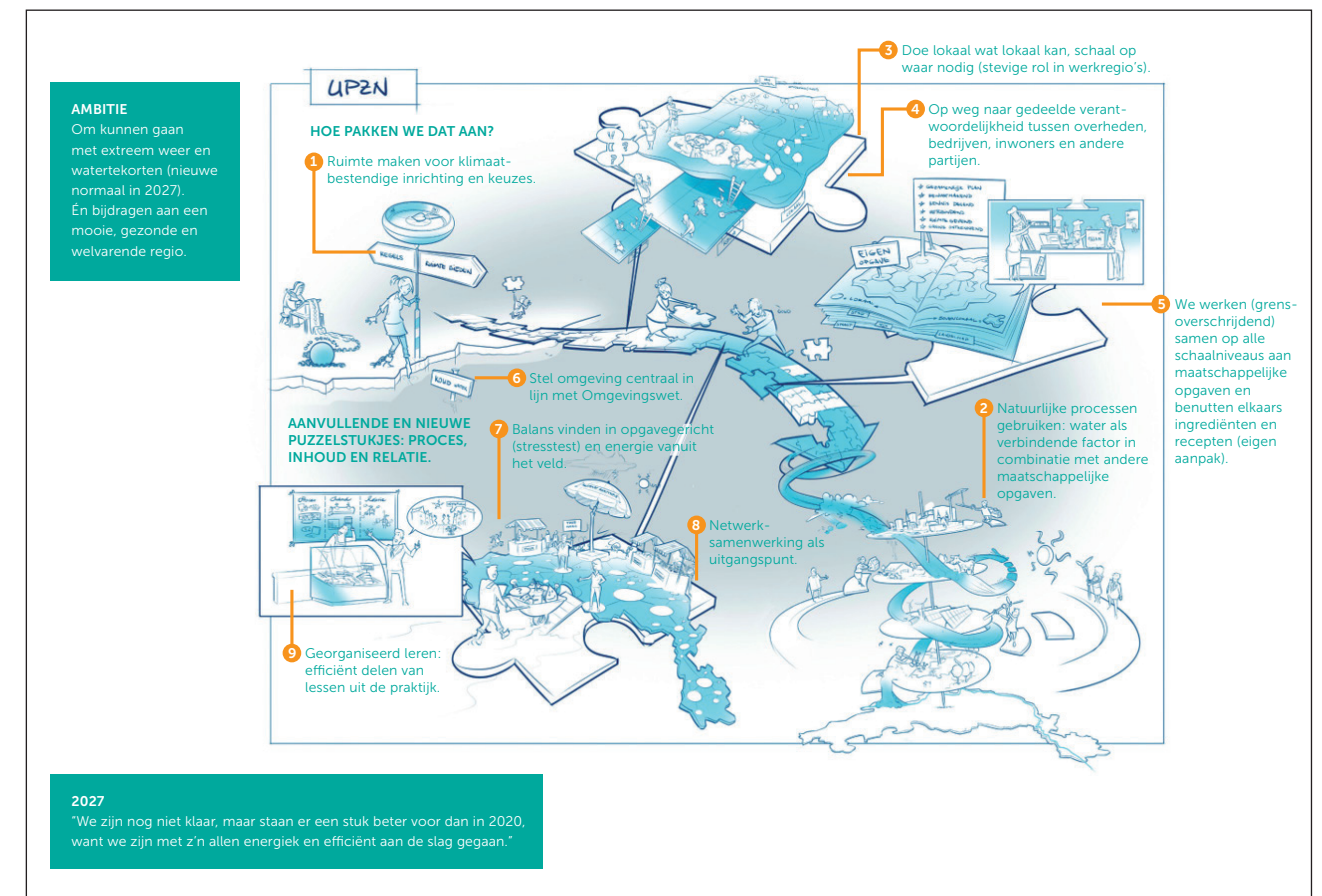 AMBITIE
Om kunnen gaan
met extreem weer en
watertekorten (nieuwe
normaal in 2027).
Én bijdragen aan een
mooie, gezonde en
welvarende regio.
UPZN
HOE PAKKEN WE DAT AAN?
1 Ruimte maken voor klimaat-
bestendige inrichting en keuzes.
3 Doe lokaal wat lokaal kan, schaal op
waar nodig (stevige rol in werkregio's).
4 Op weg naar gedeelde verant-
woordelijkheid tussen overheden,
bedrijven, inwoners en andere
partijen.
REGELS
RUIMTE BIEDEN
EIGEN
OPGAVE
5 We werken (grens-
overschrijdend)
samen op alle
schaalniveaus aan
maatschappelijke
opgaven en
benutten elkaars
ingrediënten en
recepten (eigen
aanpak).
6 Stel omgeving centraal in
lijn met Omgevingswet.
AANVULLENDE EN NIEUWE
PUZZELSTUKJES: PROCES,
INHOUD EN RELATIE.
7 Balans vinden in opgavegericht
(stresstest) en energie vanuit
het veld.
2 Natuurlijke processen
gebruiken: water als
verbindende factor in
combinatie met andere
maatschappelijke
opgaven.
8 Netwerk-
samenwerking als
uitgangspunt.
9 Georganiseerd leren:
efficiënt delen van
lessen uit de praktijk.
2027
"We zijn nog niet klaar, maar staan er een stuk beter voor dan in 2020,
want we zijn met z'n allen energiek en efficiënt aan de slag gegaan."